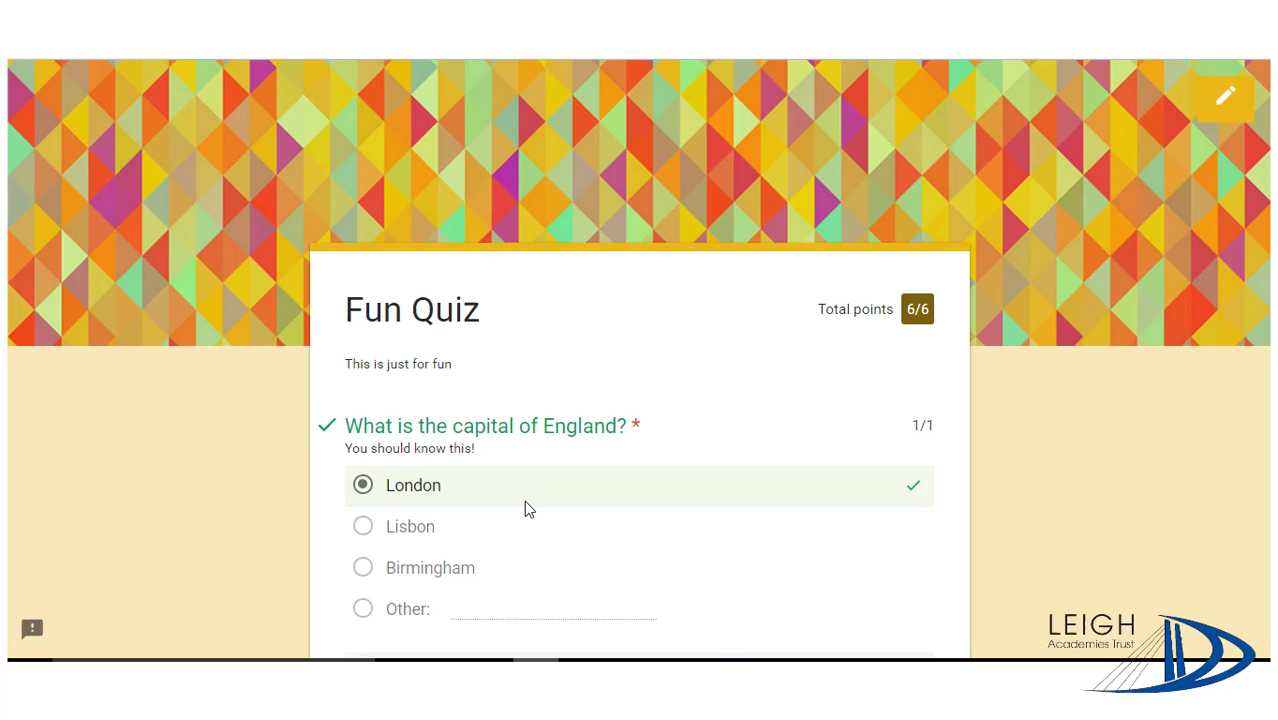 Fun Quiz
Total points 6/6
This is just for fun
What is the capital of England? *
1/1
You should know this!
London
Lisbon
Birmingham
Other:
LEIGH
Academies Trust